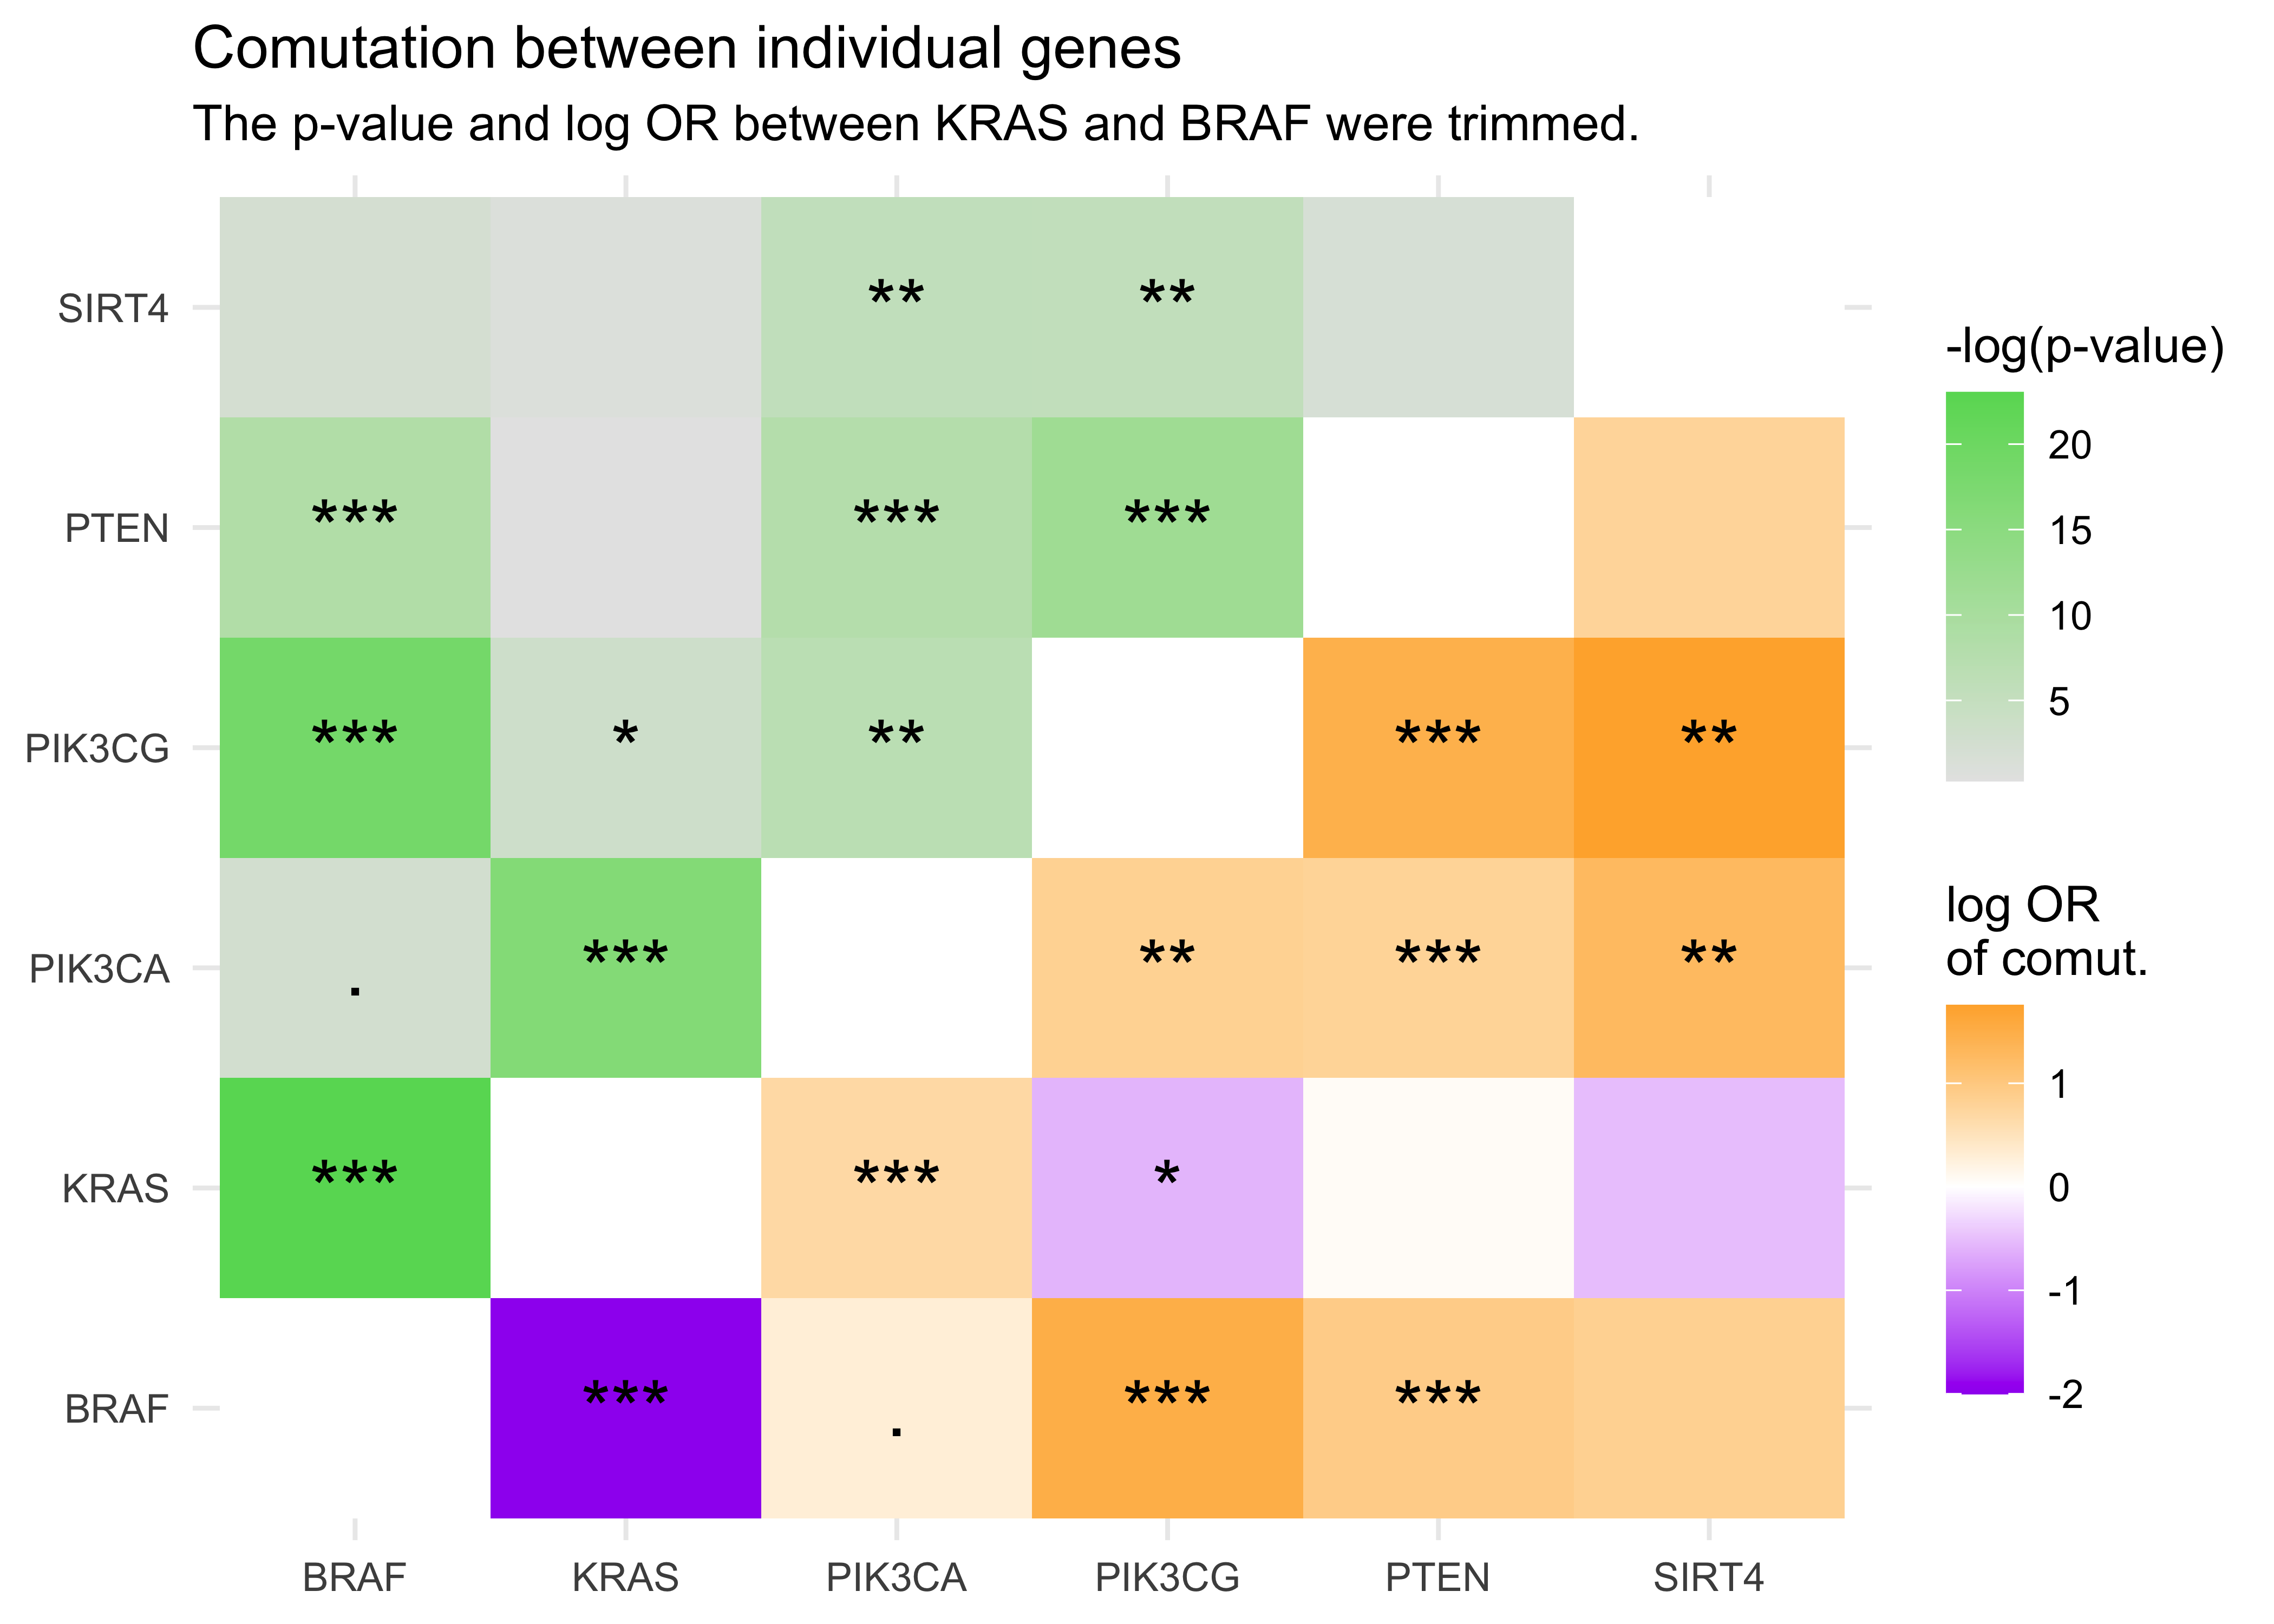 Comutation between individual genes
The p-value and log OR between KRAS and BRAF were trimmed.
SIRT4 ** **
PTEN *** *** ***
PIK3CG *** * ** *** **
PIK3CA . *** ** *** **
KRAS *** *** *
BRAF *** . *** ***
BRAF KRAS PIK3CA PIK3CG PTEN SIRT4
-log(p-value)
20
15
10
5
log OR
of comut.
1
0
-1
-2